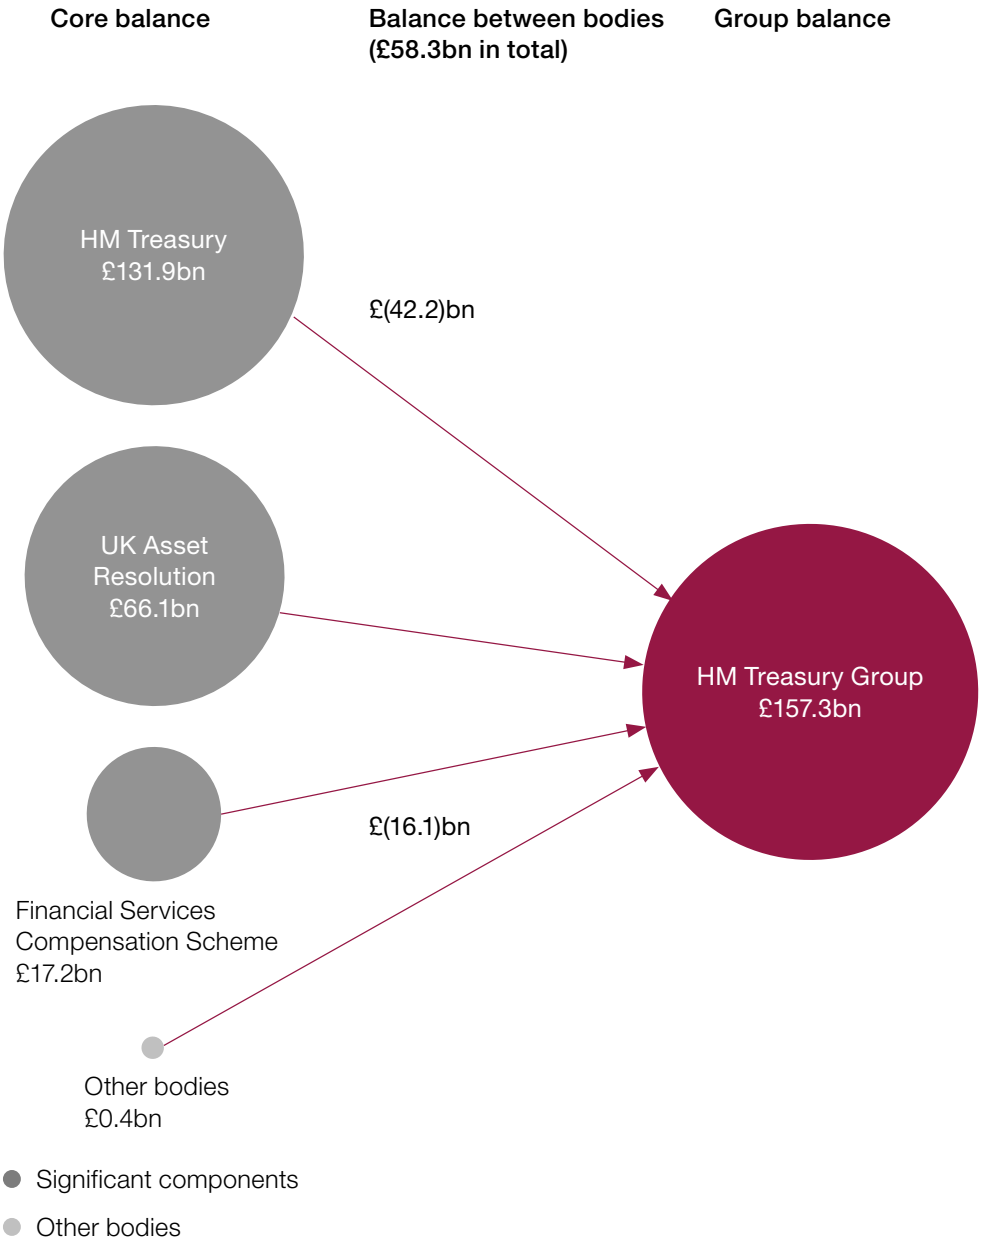 Core balance
Balance between bodies
(£58.3bn in total)
Group balance
HM Treasury
£131.9bn
£(42.2)bn
UK Asset
Resolution
£66.1bn
HM Treasury Group
£157.3bn
£(16.1)bn
Financial Services
Compensation Scheme
£17.2bn
Other bodies
£0.4bn
Significant components
Other bodies